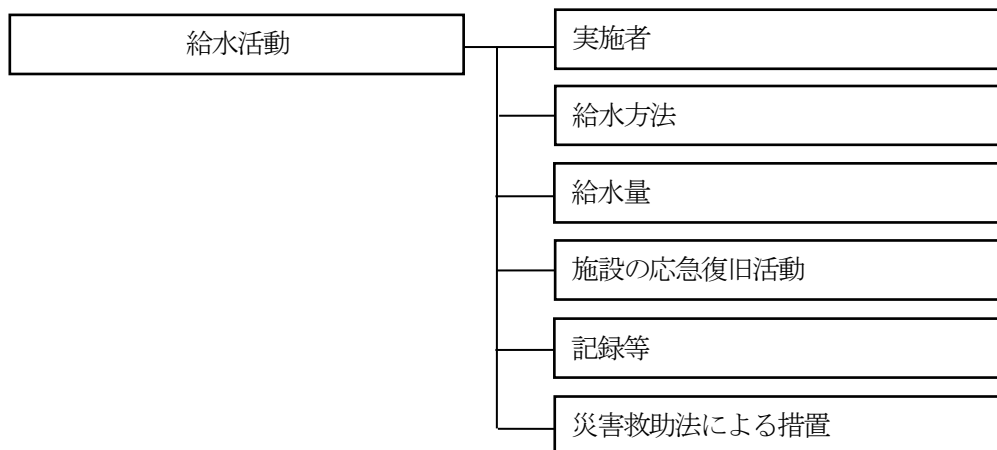 給水活動
実施者
給水方法
給水量
施設の応急復旧活動
記録等
災害救助法による措置